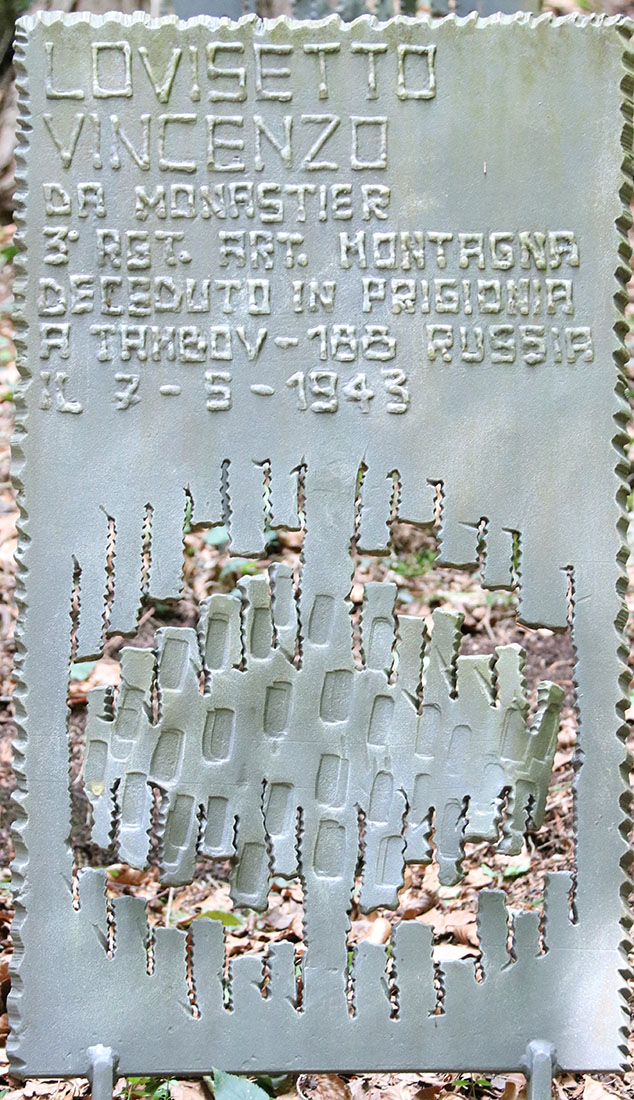 LOVISETTO
VINCENZO
DA MONASTIER
3° RGT. ART. MONTAGNA
DECEDUTO IN PRIGIONIA
A TAMBOV - 188 RUSSIA
IL 7 - 5 - 1943